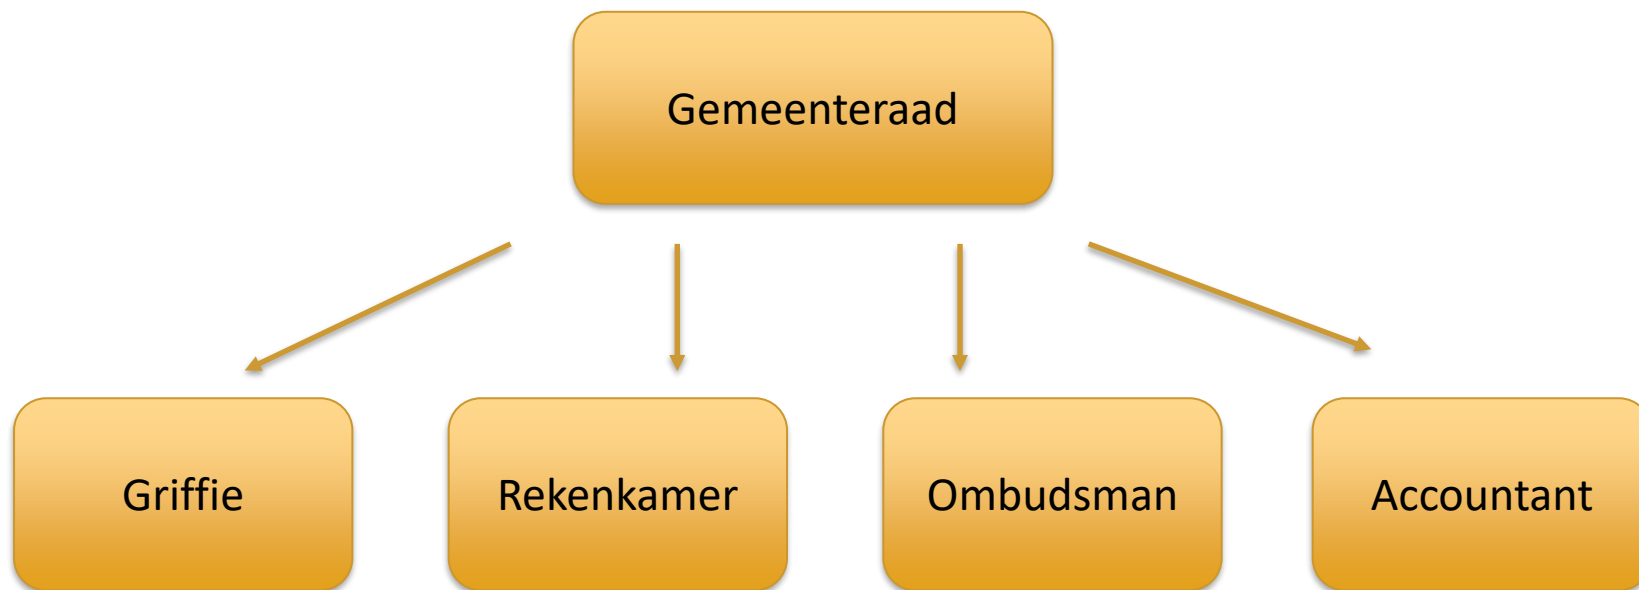 Gemeenteraad
Griffie
Rekenkamer
Ombudsman
Accountant